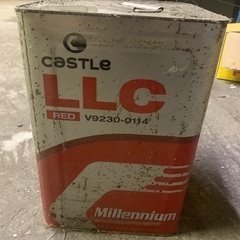 CASTLE
LLC
RED V9230-0114
Millennium